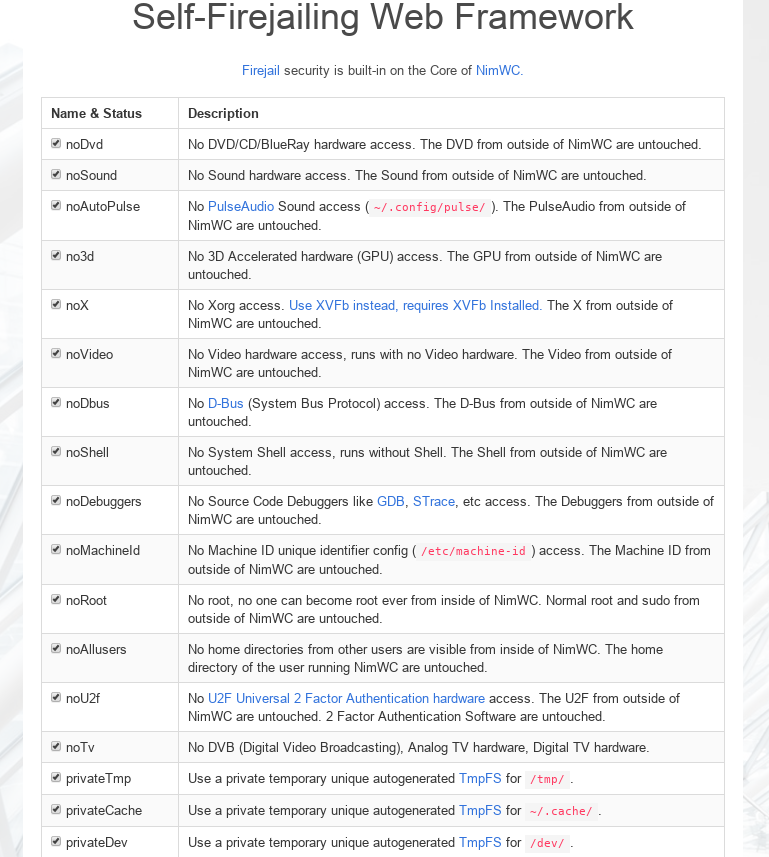 Self-Firejailing Web Framework
Firejail security is built-in on the Core of NimWC.
Name & Status Description
noDvd No DVD/CD/BlueRay hardware access. The DVD from outside of NimWC are untouched.
noSound No Sound hardware access. The Sound from outside of NimWC are untouched.
noAutoPulse No PulseAudio Sound access ( ~/.config/pulse/ ). The PulseAudio from outside of
NimWC are untouched.
no3d No 3D Accelerated hardware (GPU) access. The GPU from outside of NimWC are
untouched.
noX No Xorg access. Use XVFb instead, requires XVFb Installed. The X from outside of
NimWC are untouched.
noVideo No Video hardware access, runs with no Video hardware. The Video from outside of
NimWC are untouched.
noDbus No D-Bus (System Bus Protocol) access. The D-Bus from outside of NimWC are
untouched.
noShell No System Shell access, runs without Shell. The Shell from outside of NimWC are
untouched.
noDebuggers No Source Code Debuggers like GDB, STrace, etc access. The Debuggers from outside of
NimWC are untouched.
noMachineId No Machine ID unique identifier config ( /etc/machine-id ) access. The Machine ID from
outside of NimWC are untouched.
noRoot No root, no one can become root ever from inside of NimWC. Normal root and sudo from
outside of NimWC are untouched.
noAllusers No home directories from other users are visible from inside of NimWC. The home
directory of the user running NimWC are untouched.
noU2f No U2F Universal 2 Factor Authentication hardware access. The U2F from outside of
NimWC are untouched. 2 Factor Authentication Software are untouched.
noTv No DVB (Digital Video Broadcasting), Analog TV hardware, Digital TV hardware.
privateTmp Use a private temporary unique autogenerated TmpFS for /tmp/ .
privateCache Use a private temporary unique autogenerated TmpFS for ~/.cache/ .
privateDev Use a private temporary unique autogenerated TmpFS for /dev/ .